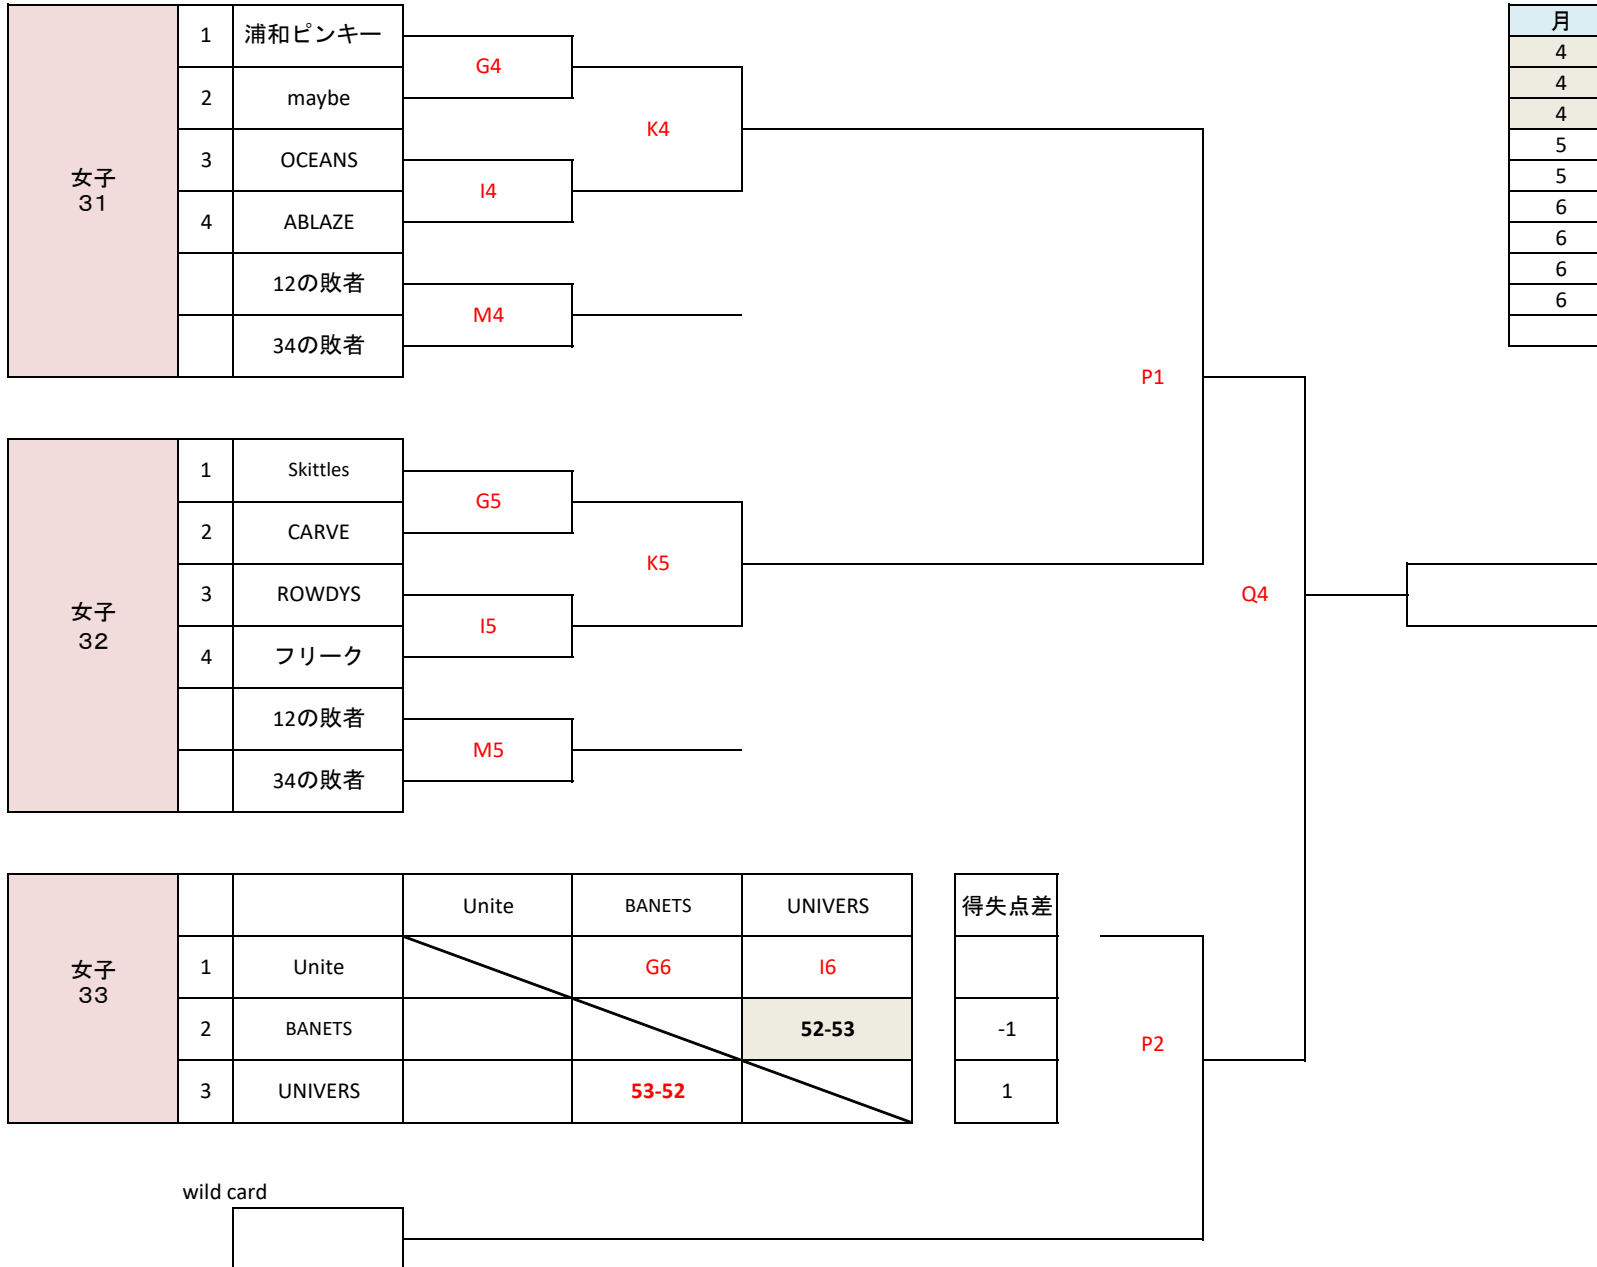 女子
31
1 浦和ピンキー
2 maybe
3 OCEANS
4 ABLAZE
12の敗者
34の敗者
G4
I4
M4
K4
月
4
4
4
5
5
6
6
6
6
P1
女子
32
1 Skittles
2 CARVE
3 ROWDYS
4 フリーク
12の敗者
34の敗者
G5
I5
M5
K5
Q4
女子
33
Unite BANETS UNIVERS 得失点差
1 Unite G6 I6
2 BANETS 52-53 -1
3 UNIVERS 53-52 1
P2
wild card